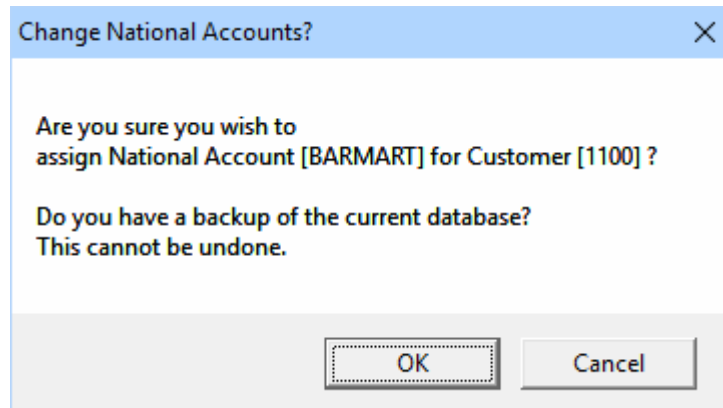 Change National Accounts?
Are you sure you wish to
assign National Account [BARMART] for Customer [1100] ?
Do you have a backup of the current database?
This cannot be undone.
OK
Cancel